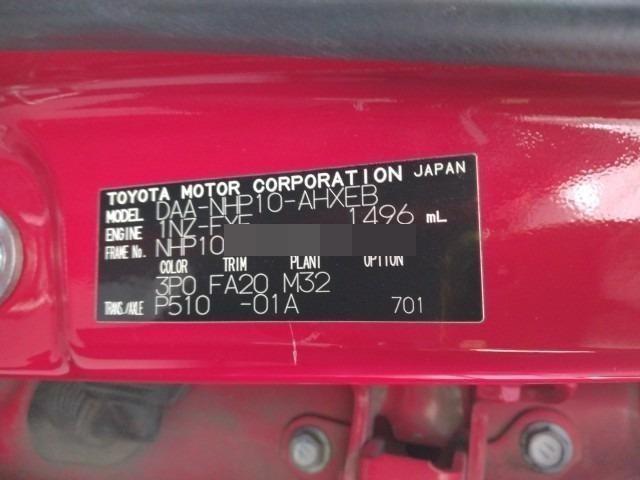 TOYOTA MOTOR CORPORATION JAPAN
MODEL DAA-NHP10-AHXEB
ENGINE 1NZ-FXE 1496 mL
FRAME No. NHP10
COLOR TRIM PLANT OPTION
3P0 FA20 M32
TRANS./AXLE P510 -01A 701